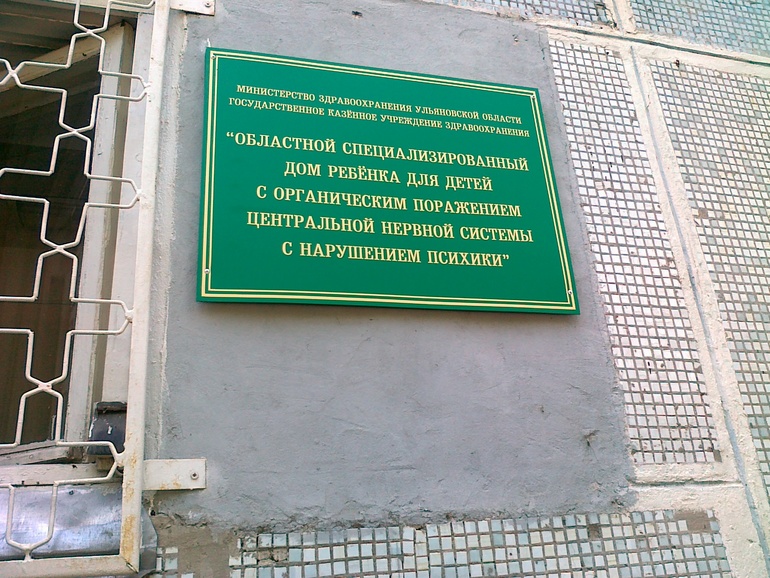 МИНИСТЕРСТВО ЗДРАВООХРАНЕНИЯ УЛЬЯНОВСКОЙ ОБЛАСТИ
ГОСУДАРСТВЕННОЕ КАЗЁННОЕ УЧРЕЖДЕНИЕ ЗДРАВООХРАНЕНИЯ
“ОБЛАСТНОЙ СПЕЦИАЛИЗИРОВАННЫЙ
ДОМ РЕБЁНКА ДЛЯ ДЕТЕЙ
С ОРГАНИЧЕСКИМ ПОРАЖЕНИЕМ
ЦЕНТРАЛЬНОЙ НЕРВНОЙ СИСТЕМЫ
С НАРУШЕНИЕМ ПСИХИКИ”